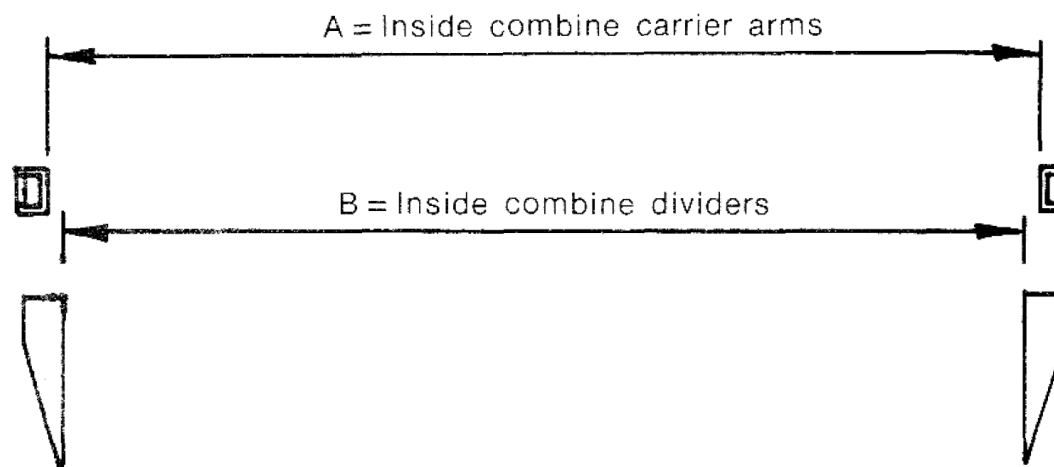 A = Inside combine carrier arms
B = Inside combine dividers